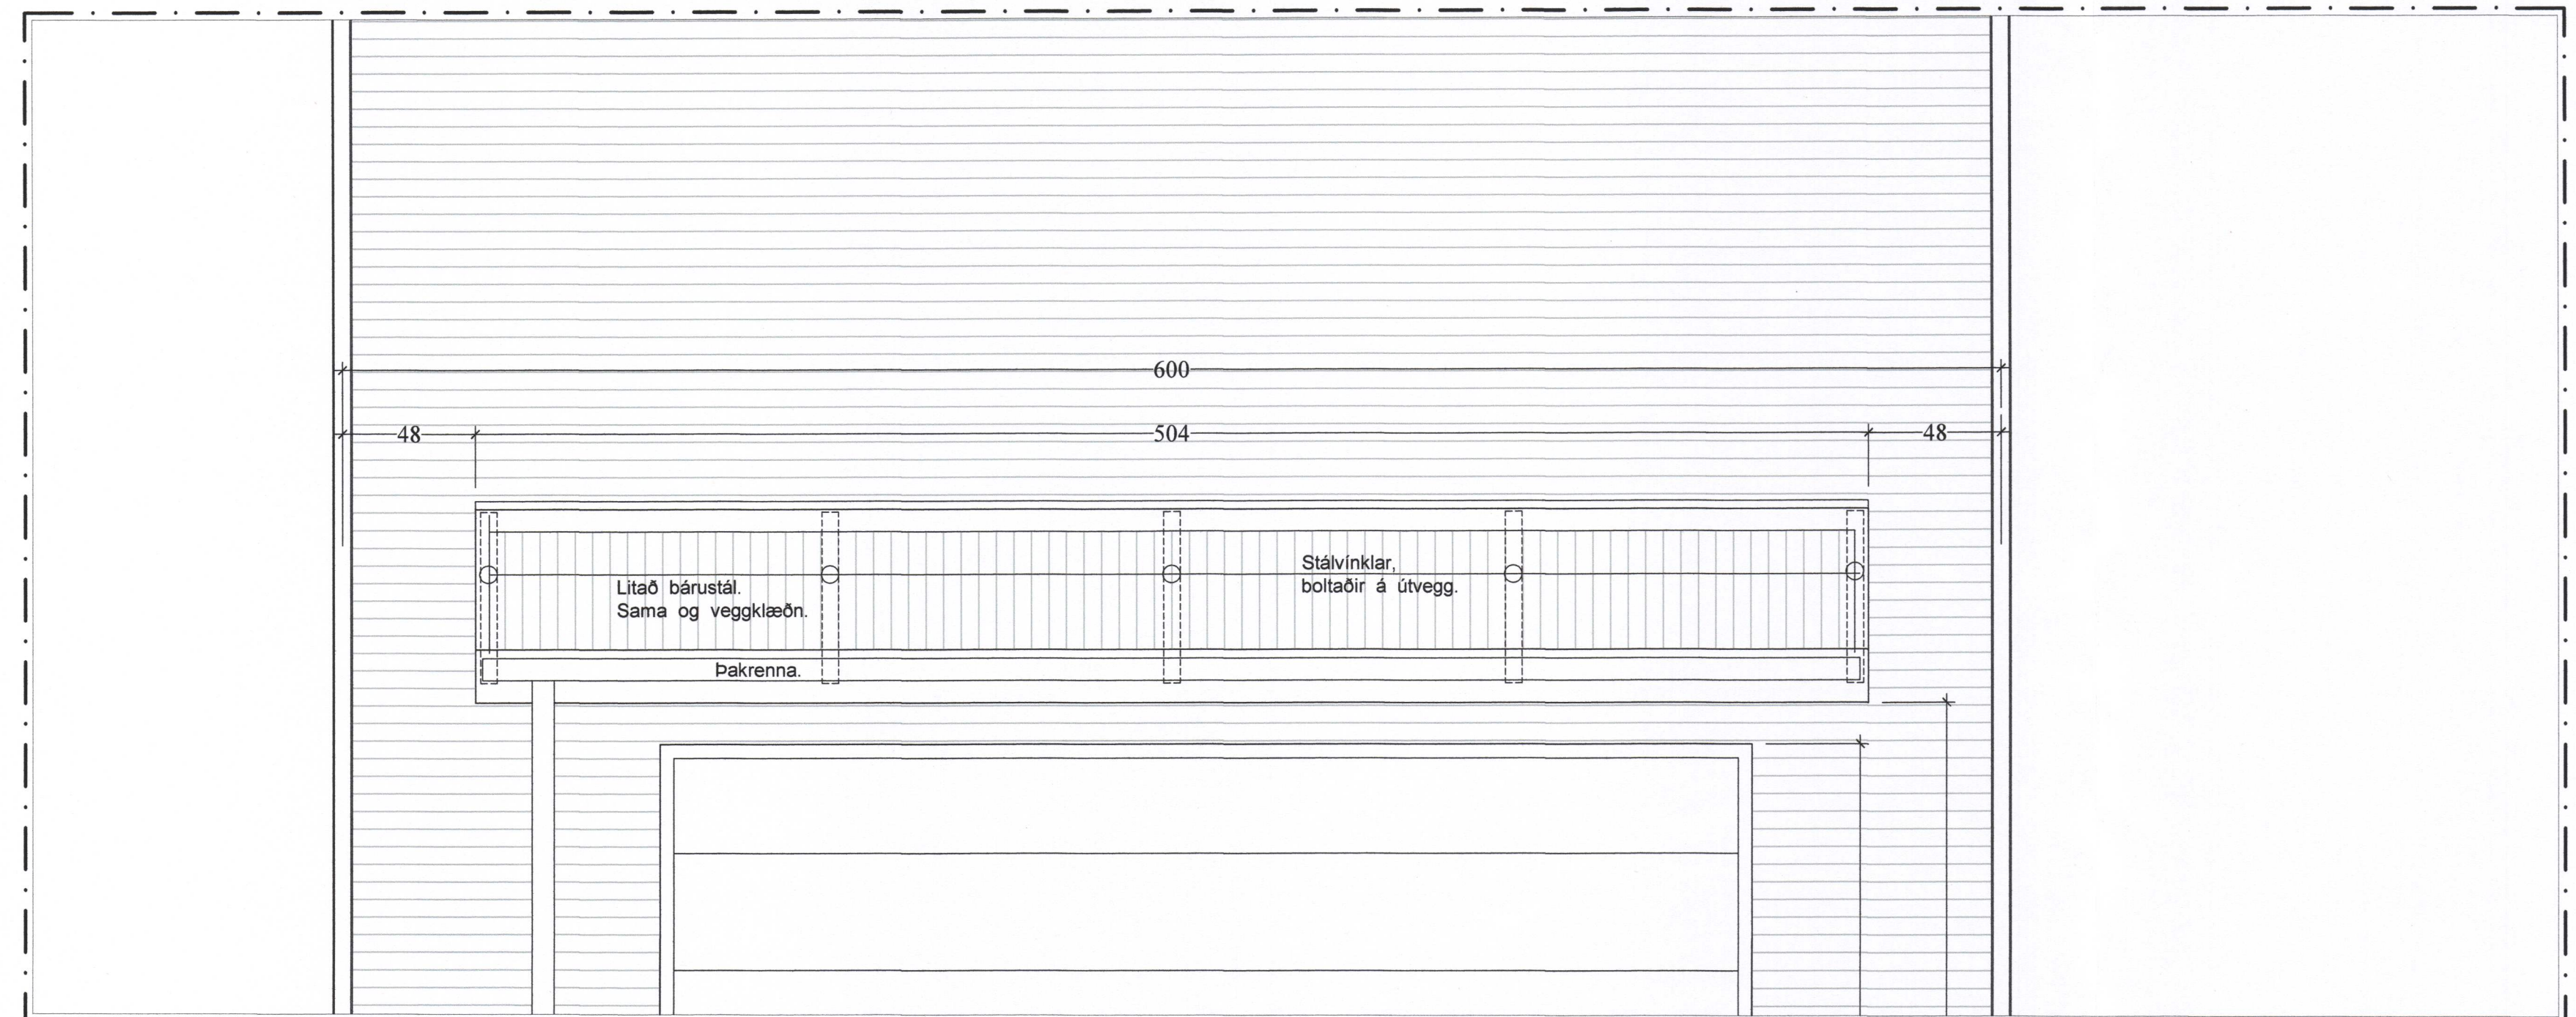 600
48 504 48
Stálvínklar,
boltaðir á útvegg.
Litað bárustál.
Sama og veggklæðn.
Þakrenna.